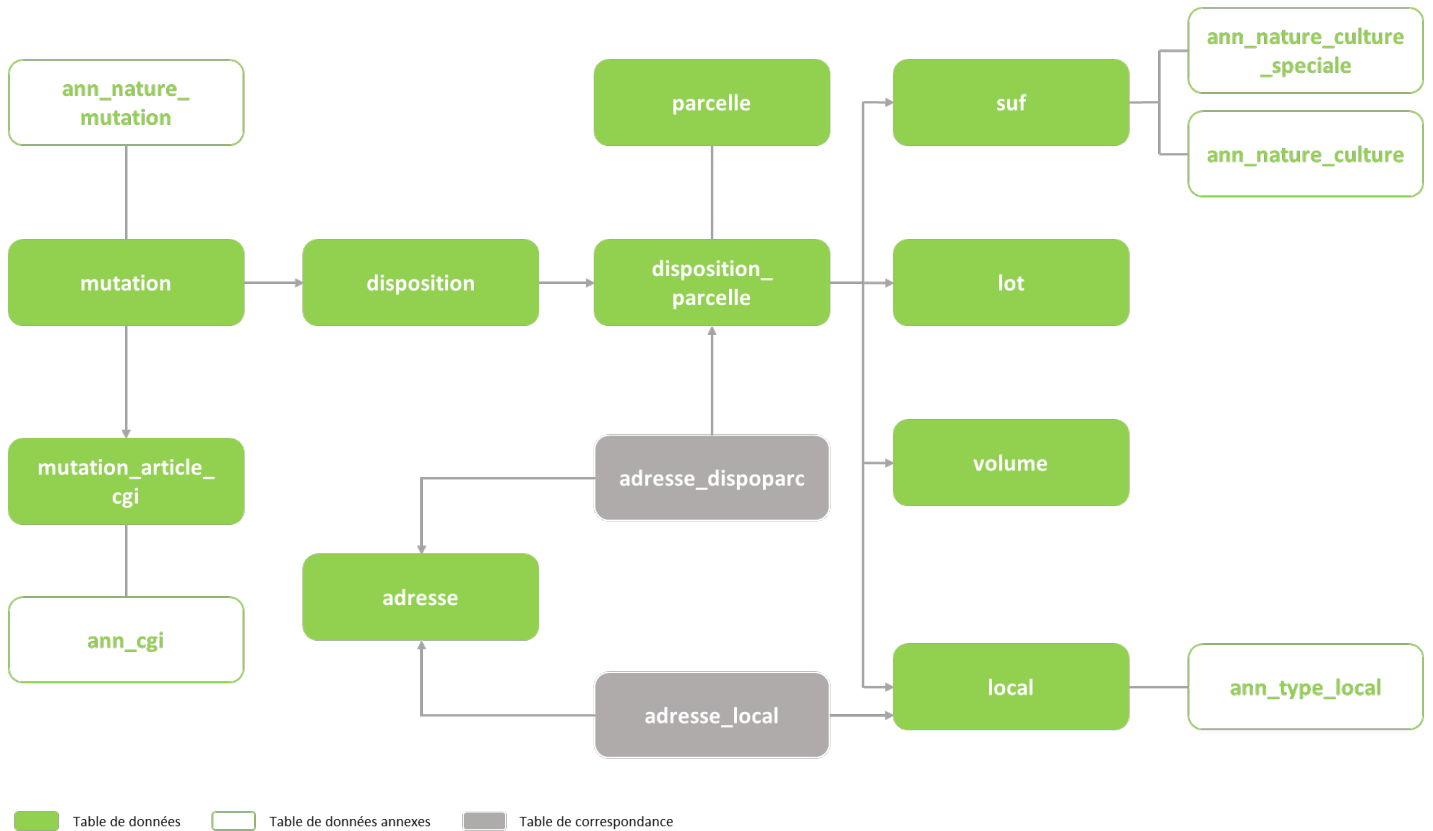 ann_nature_culture
_speciale
ann_nature_
mutation
parcelle
suf
ann_nature_culture
mutation
disposition
disposition_
parcelle
lot
mutation_article_
cgi
adresse_dispoparc
volume
adresse
ann_cgi
adresse_local
local
ann_type_local
Table de données
Table de données annexes
Table de correspondance